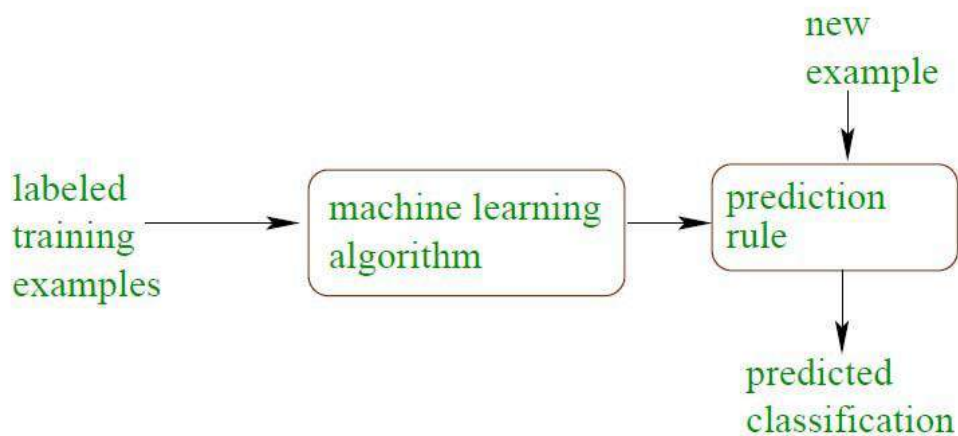 new
example
labeled
training
examples
machine learning
algorithm
prediction
rule
predicted
classification